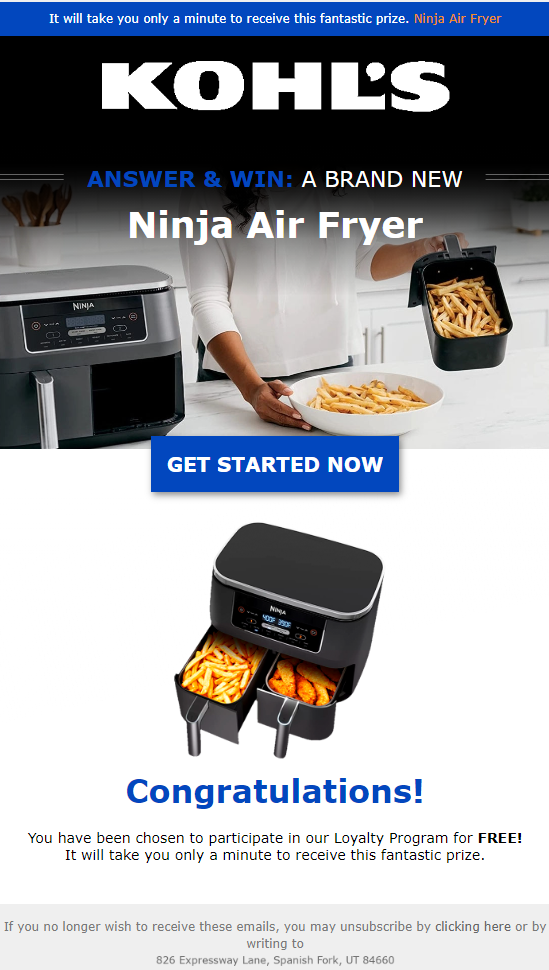 It will take you only a minute to receive this fantastic prize. Ninja Air Fryer
KOHL'S
ANSWER & WIN: A BRAND NEW
Ninja Air Fryer
NINJA
GET STARTED NOW
NINJA
400F 390F
Congratulations!
You have been chosen to participate in our Loyalty Program for FREE!
It will take you only a minute to receive this fantastic prize.
If you no longer wish to receive these emails, you may unsubscribe by clicking here or by
writing to
826 Expressway Lane, Spanish Fork, UT 84660